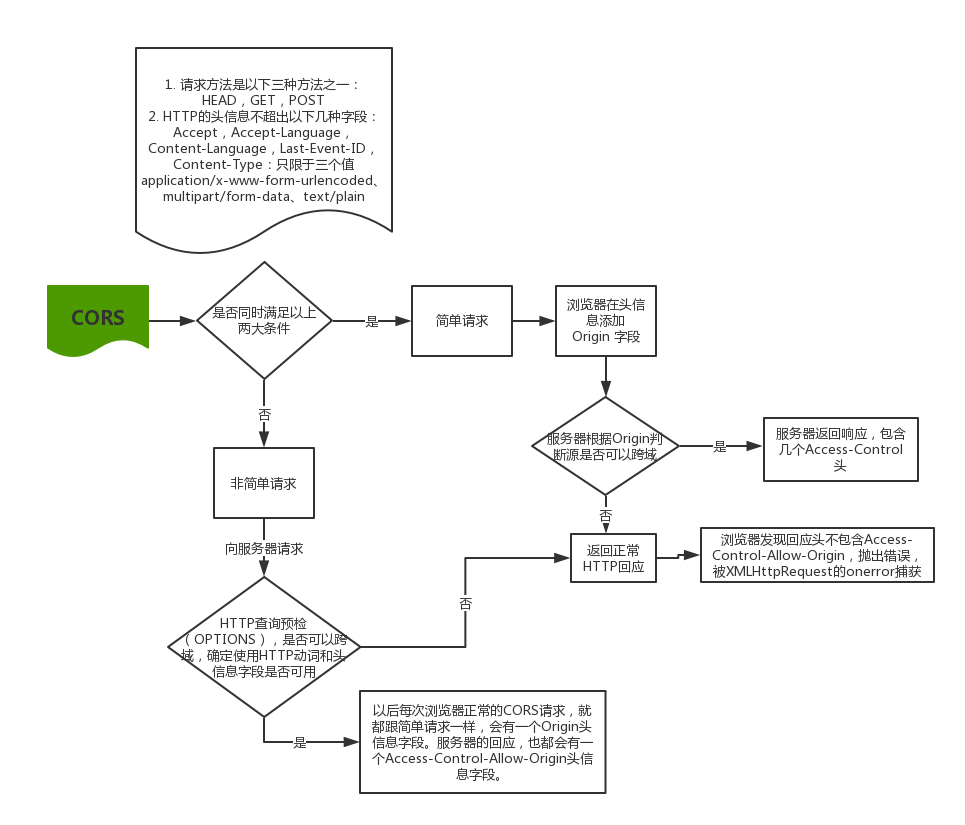 1. 请求方法是以下三种方法之一：
HEAD，GET，POST
2. HTTP的头信息不超出以下几种字段：
Accept，Accept-Language，
Content-Language，Last-Event-ID，
Content-Type：只限于三个值
application/x-www-form-urlencoded、
multipart/form-data、text/plain
CORS
是否同时满足以上
两大条件
是
简单请求
浏览器在头信
息添加
Origin 字段
否
服务器根据Origin判
断源是否可以跨域
是
服务器返回响应，包含
几个Access-Control
头
非简单请求
否
返回正常
HTTP回应
浏览器发现回应头不包含Access-
Control-Allow-Origin，抛出错误，
被XMLHttpRequest的onerror捕获
向服务器请求
HTTP查询预检
（OPTIONS），是否可以跨
域，确定使用HTTP动词和头
信息字段是否可用
否
是
以后每次浏览器正常的CORS请求，就
都跟简单请求一样，会有一个Origin头
信息字段。服务器的回应，也都会有一
个Access-Control-Allow-Origin头信
息字段。